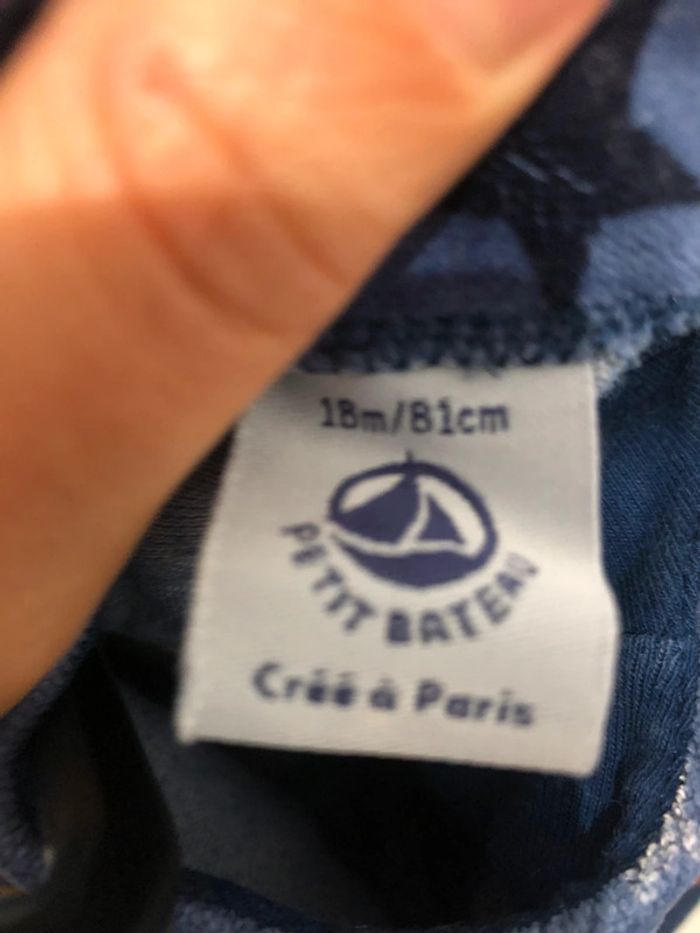 18m/81cm
PETIT BATEAU
Créé à Paris